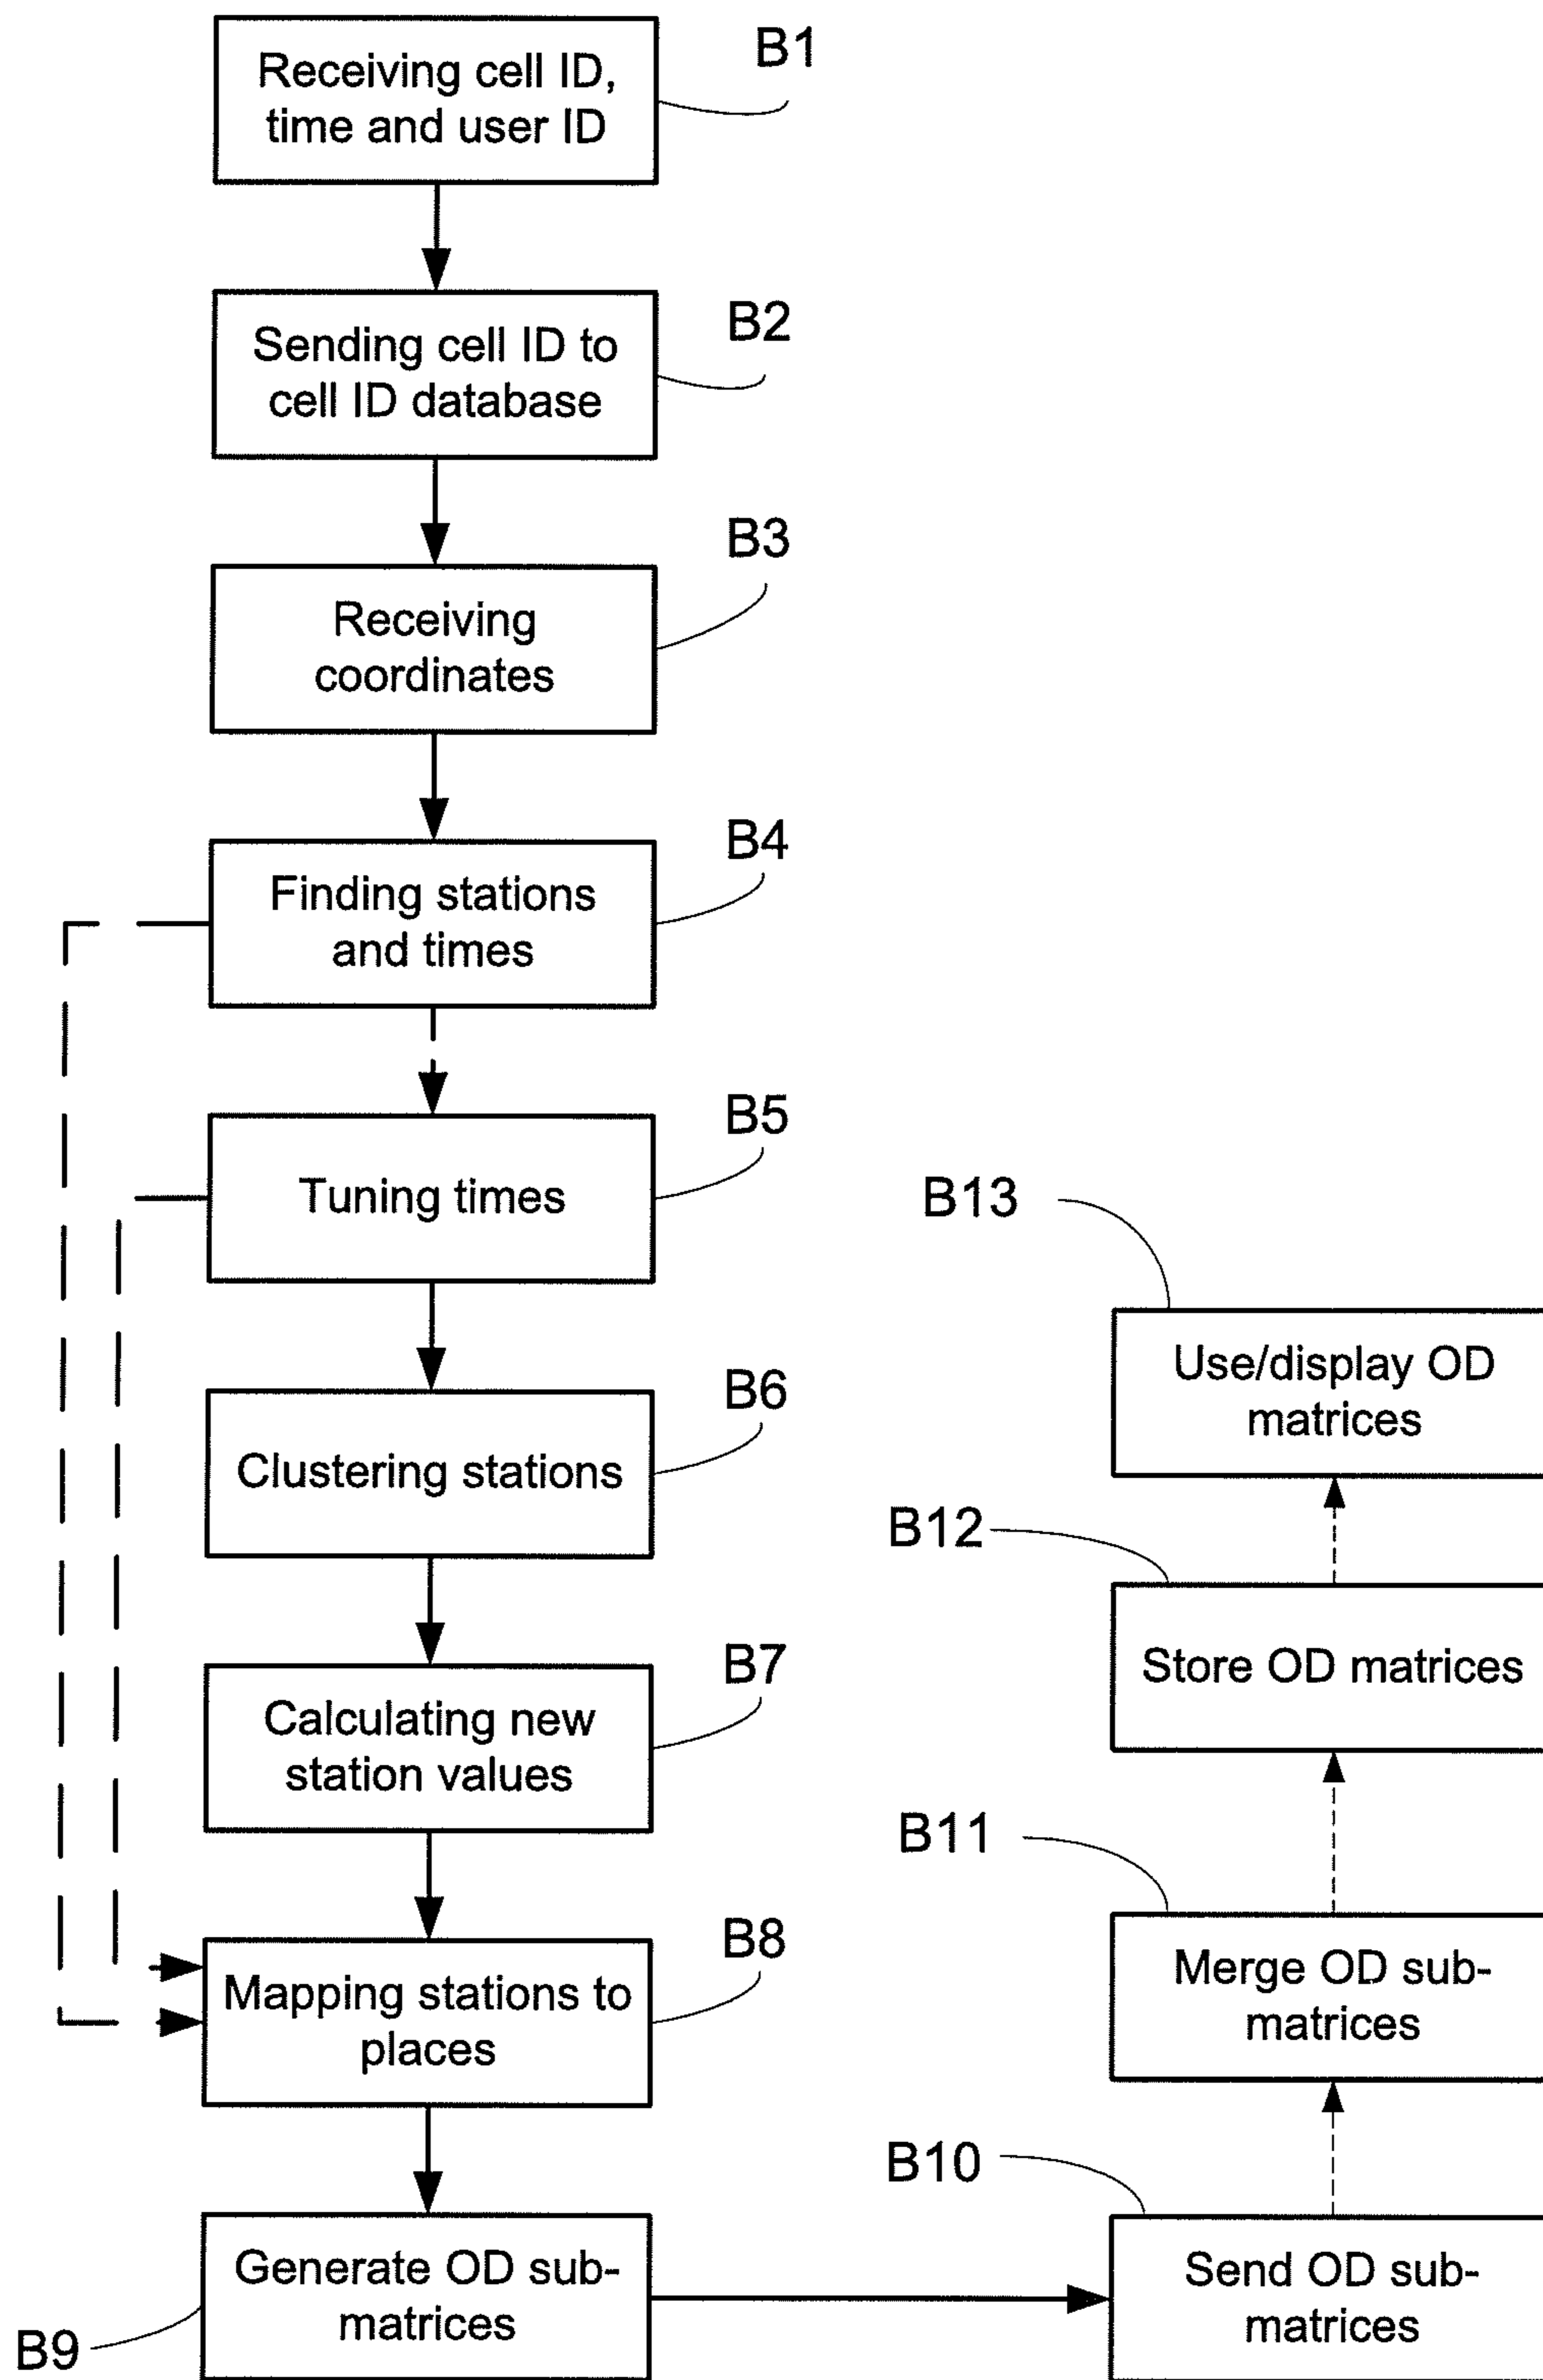 Receiving cell ID,
time and user ID
B1
Sending cell ID to
cell ID database
B2
Receiving
coordinates
B3
Finding stations
and times
B4
Tuning times
B5
Clustering stations
B6
Calculating new
station values
B7
Mapping stations to
places
B8
Generate OD sub-
matrices
B9
Send OD sub-
matrices
B10
Merge OD sub-
matrices
B11
Store OD matrices
B12
Use/display OD
matrices
B13